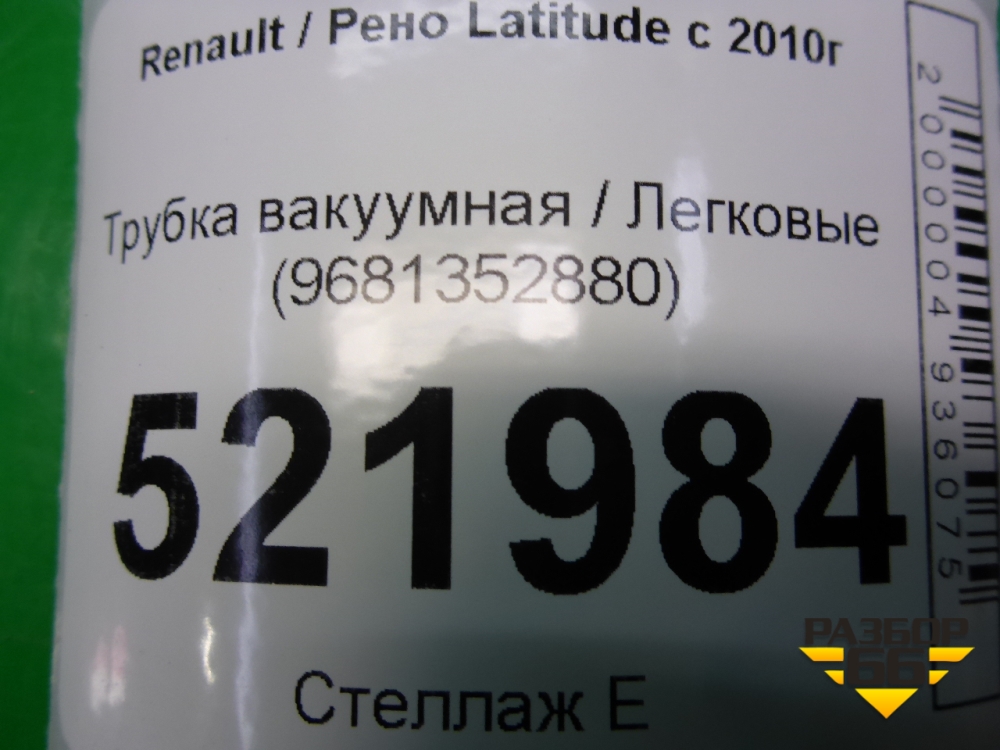 Renault / Рено Latitude с 2010г
Трубка вакуумная / Легковые
(9681352880)
521984
Стеллаж Е
2000004936075
РАЗБОР
66